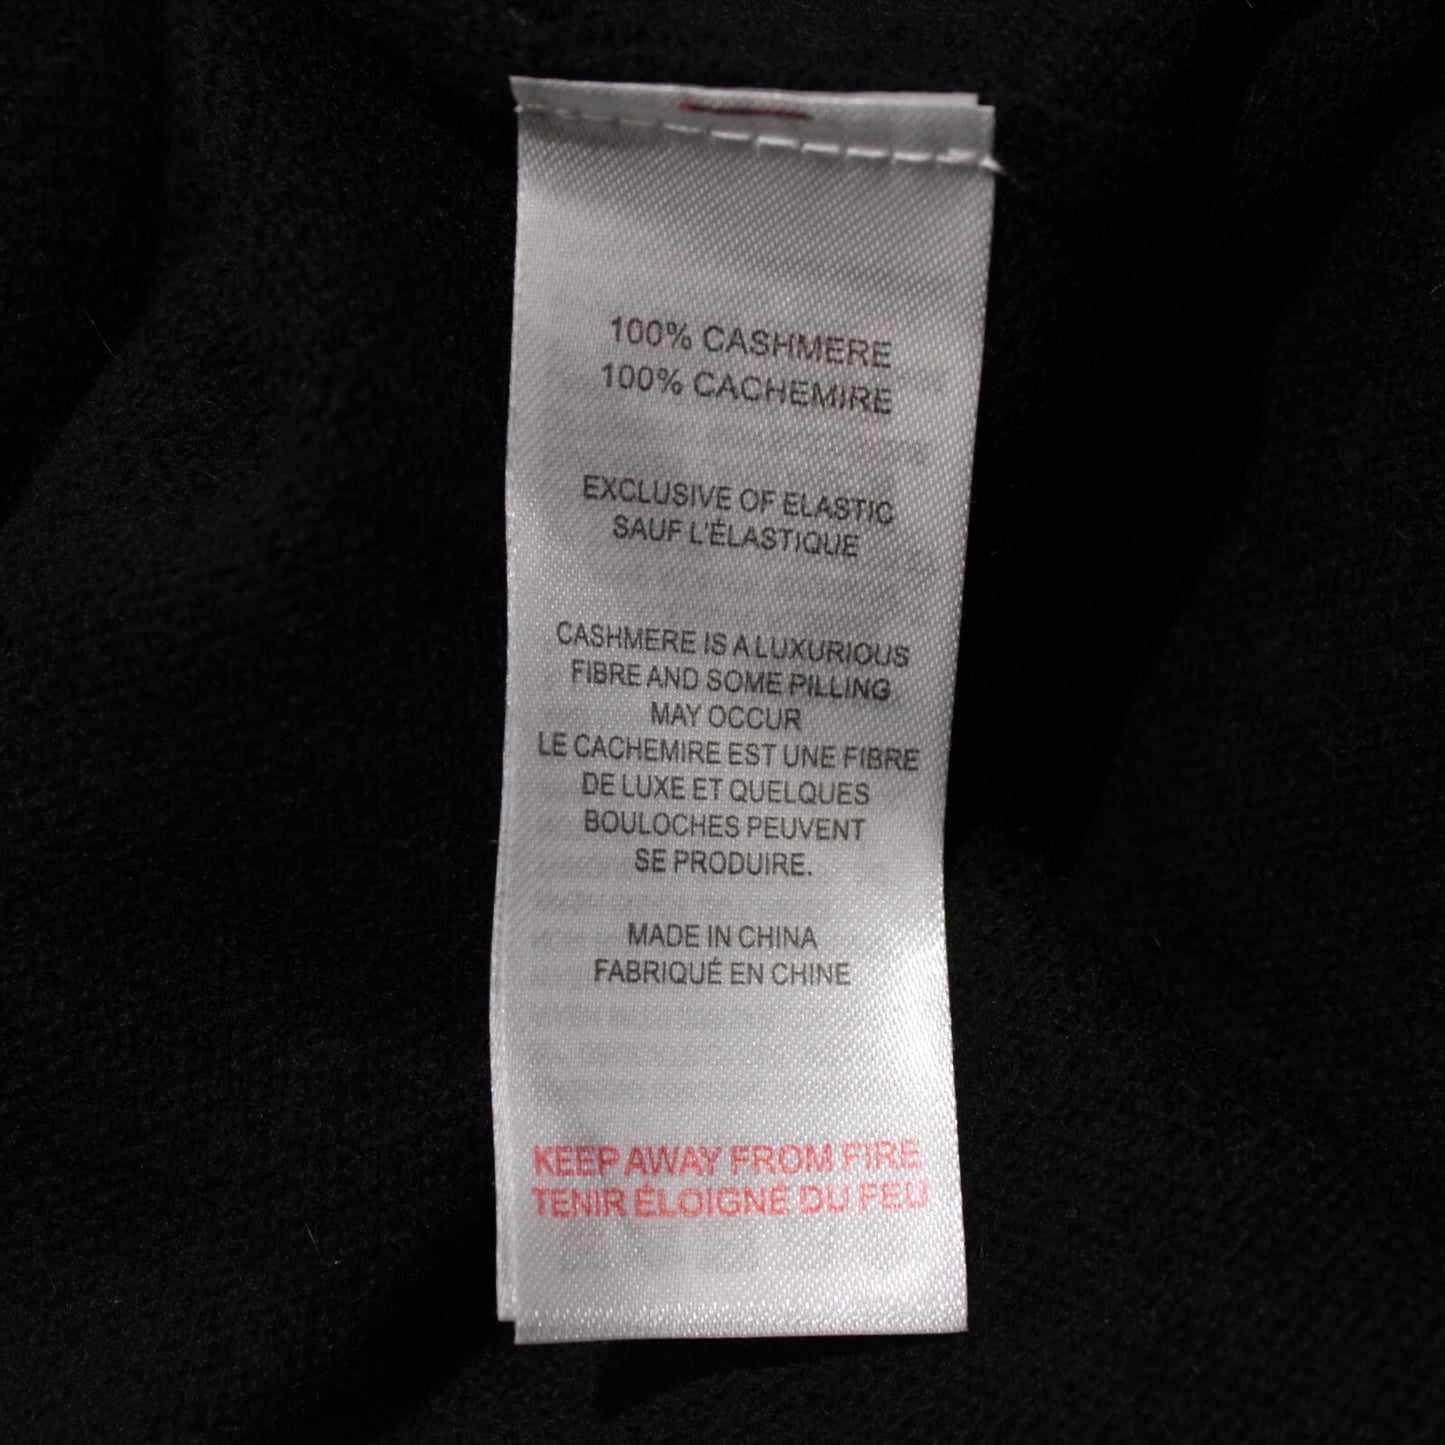 100% CASHMERE
100% CACHEMIRE
EXCLUSIVE OF ELASTIC
SAUF L'ÉLASTIQUE
CASHMERE IS A LUXURIOUS
FIBRE AND SOME PILLING
MAY OCCUR
LE CACHEMIRE EST UNE FIBRE
DE LUXE ET QUELQUES
BOULOCHES PEUVENT
SE PRODUIRE.
MADE IN CHINA
FABRIQUÉ EN CHINE
KEEP AWAY FROM FIRE
TENIR ÉLOIGNÉ DU FEU